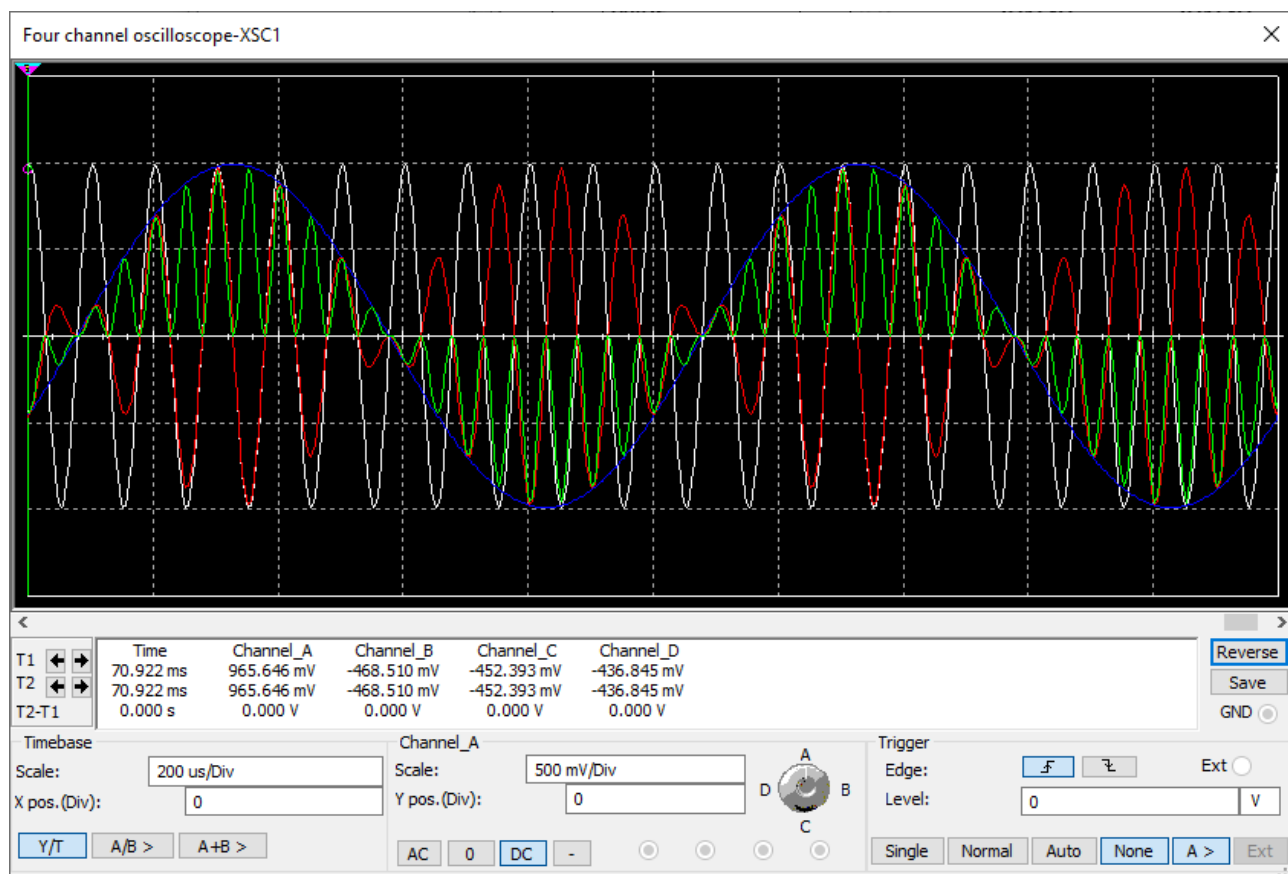 Four channel oscilloscope-XSC1
Time Channel_A Channel_B Channel_C Channel_D
T1 70.922 ms 965.646 mV -468.510 mV -452.393 mV -436.845 mV
T2 70.922 ms 965.646 mV -468.510 mV -452.393 mV -436.845 mV
T2-T1 0.000 s 0.000 V 0.000 V 0.000 V 0.000 V
Reverse
Save
GND
Timebase
Scale: 200 us/Div
X pos.(Div): 0
Y/T A/B > A+B >
Channel_A
Scale: 500 mV/Div
Y pos.(Div): 0
AC 0 DC -
A
D B
C
Trigger
Edge: Ext
Level: 0 V
Single Normal Auto None A > Ext